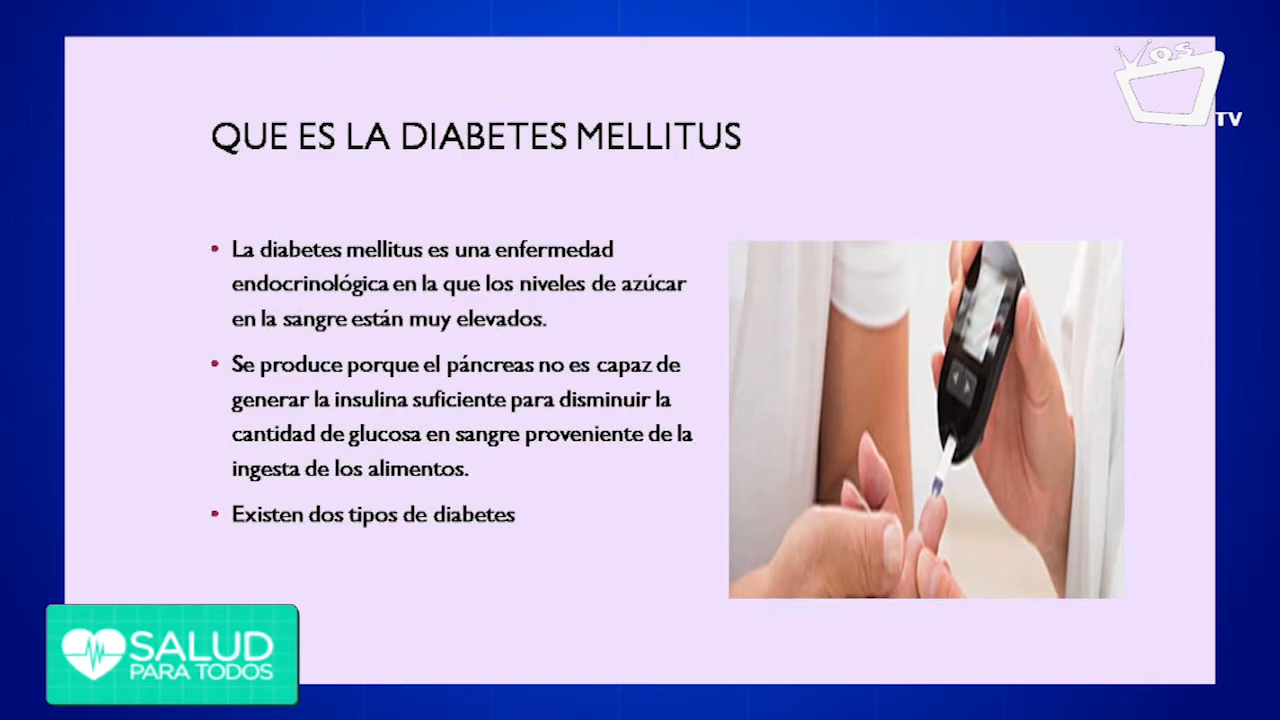 OS
TV
QUE ES LA DIABETES MELLITUS
• La diabetes mellitus es una enfermedad
endocrinológica en la que los niveles de azúcar
en la sangre están muy elevados.
• Se produce porque el páncreas no es capaz de
generar la insulina suficiente para disminuir la
cantidad de glucosa en sangre proveniente de la
ingesta de los alimentos.
• Existen dos tipos de diabetes
SALUD
PARA TODOS